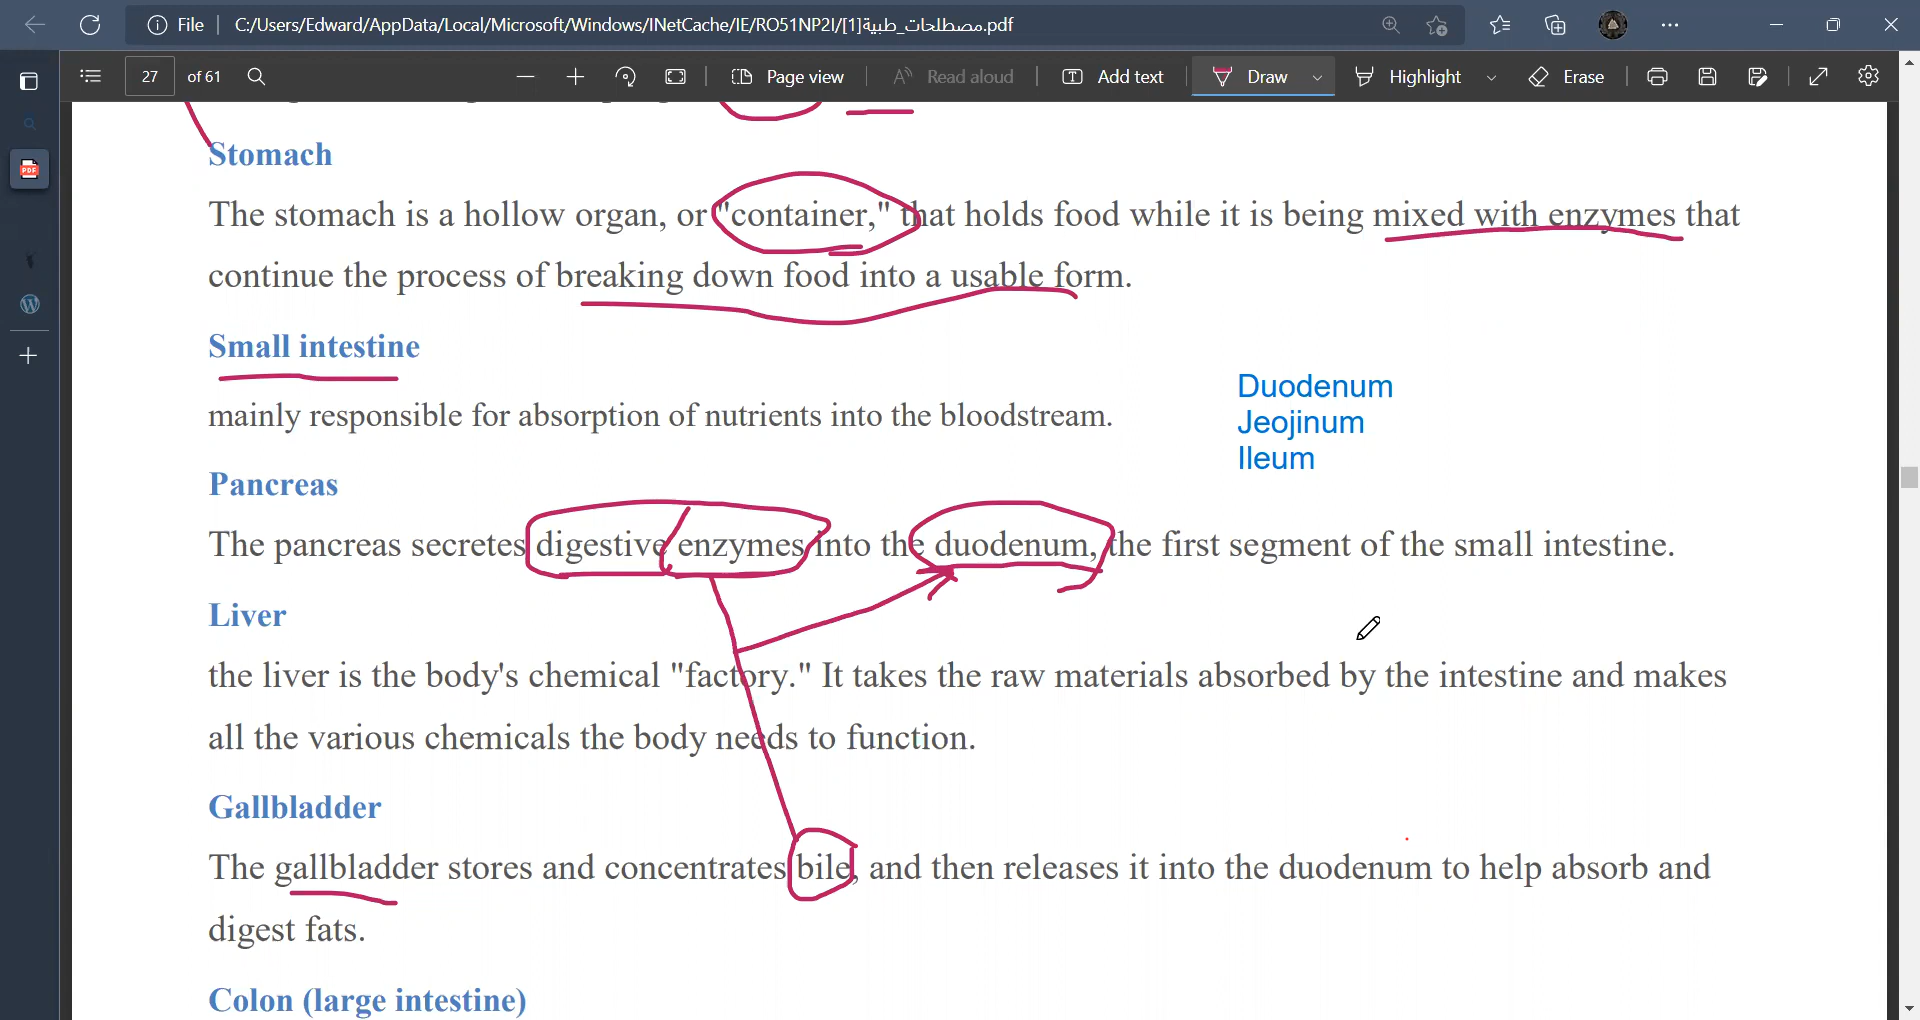 File
C:/Users/Edward/AppData/Local/Microsoft/Windows/INetCache/IE/RO51NP2I/[1]مصطلحات_طبية.pdf
27 of 61
Page view
Read aloud
Add text
Draw
Highlight
Erase
PDF
Stomach
The stomach is a hollow organ, or "container," that holds food while it is being mixed with enzymes that
continue the process of breaking down food into a usable form.
Small intestine
mainly responsible for absorption of nutrients into the bloodstream.
Duodenum
Jeojinum
Ileum
Pancreas
The pancreas secretes digestive enzymes into the duodenum, the first segment of the small intestine.
Liver
the liver is the body's chemical "factory." It takes the raw materials absorbed by the intestine and makes
all the various chemicals the body needs to function.
Gallbladder
The gallbladder stores and concentrates bile, and then releases it into the duodenum to help absorb and
digest fats.
Colon (large intestine)